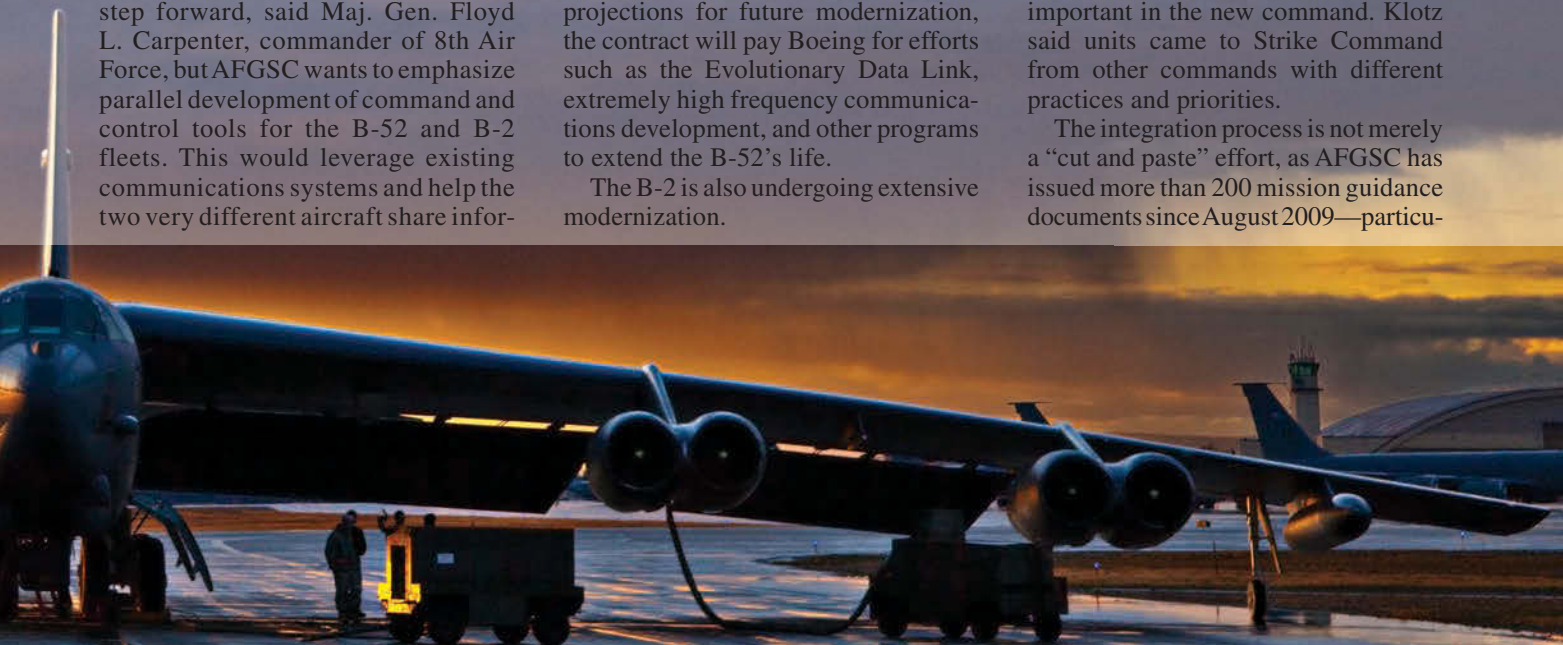 step forward, said Maj. Gen. Floyd
L. Carpenter, commander of 8th Air
Force, but AFGSC wants to emphasize
parallel development of command and
control tools for the B-52 and B-2
fleets. This would leverage existing
communications systems and help the
two very different aircraft share infor-
projections for future modernization,
the contract will pay Boeing for efforts
such as the Evolutionary Data Link,
extremely high frequency communica-
tions development, and other programs
to extend the B-52’s life.
The B-2 is also undergoing extensive
modernization.
important in the new command. Klotz
said units came to Strike Command
from other commands with different
practices and priorities.
The integration process is not merely
a “cut and paste” effort, as AFGSC has
issued more than 200 mission guidance
documents since August 2009—particu-